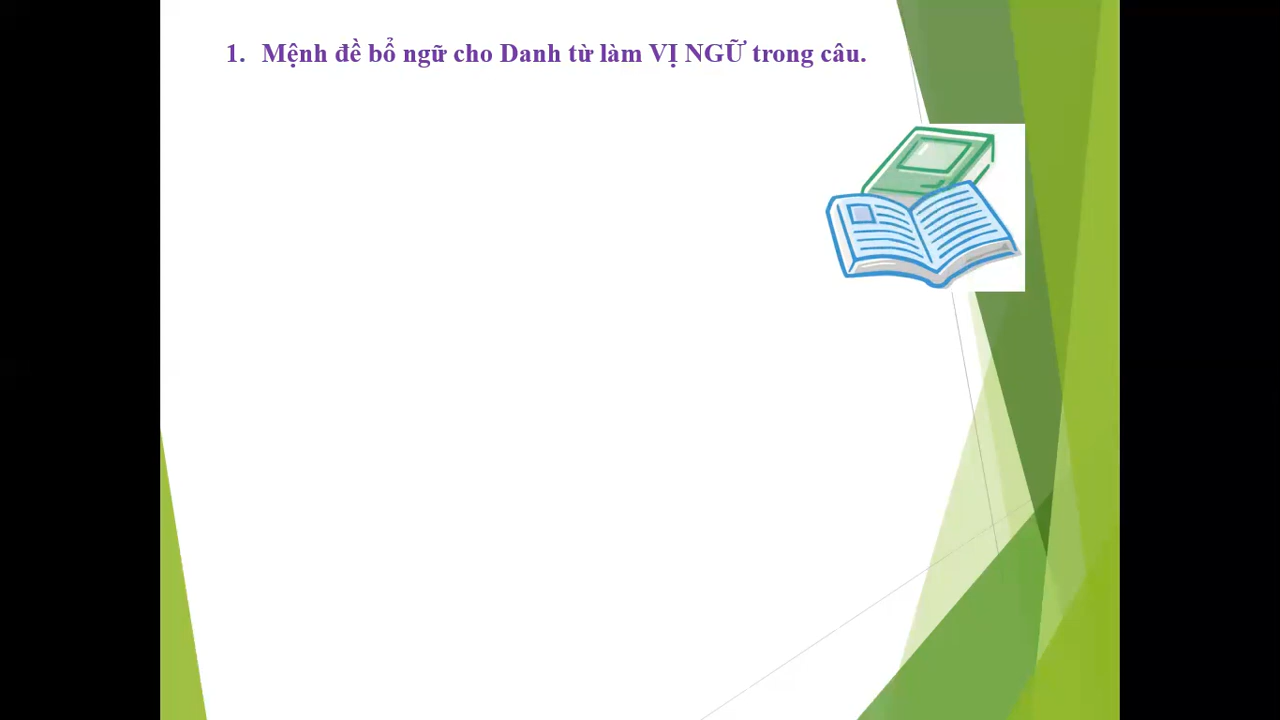 1. Mệnh đề bổ ngữ cho Danh từ làm VỊ NGỮ trong câu.